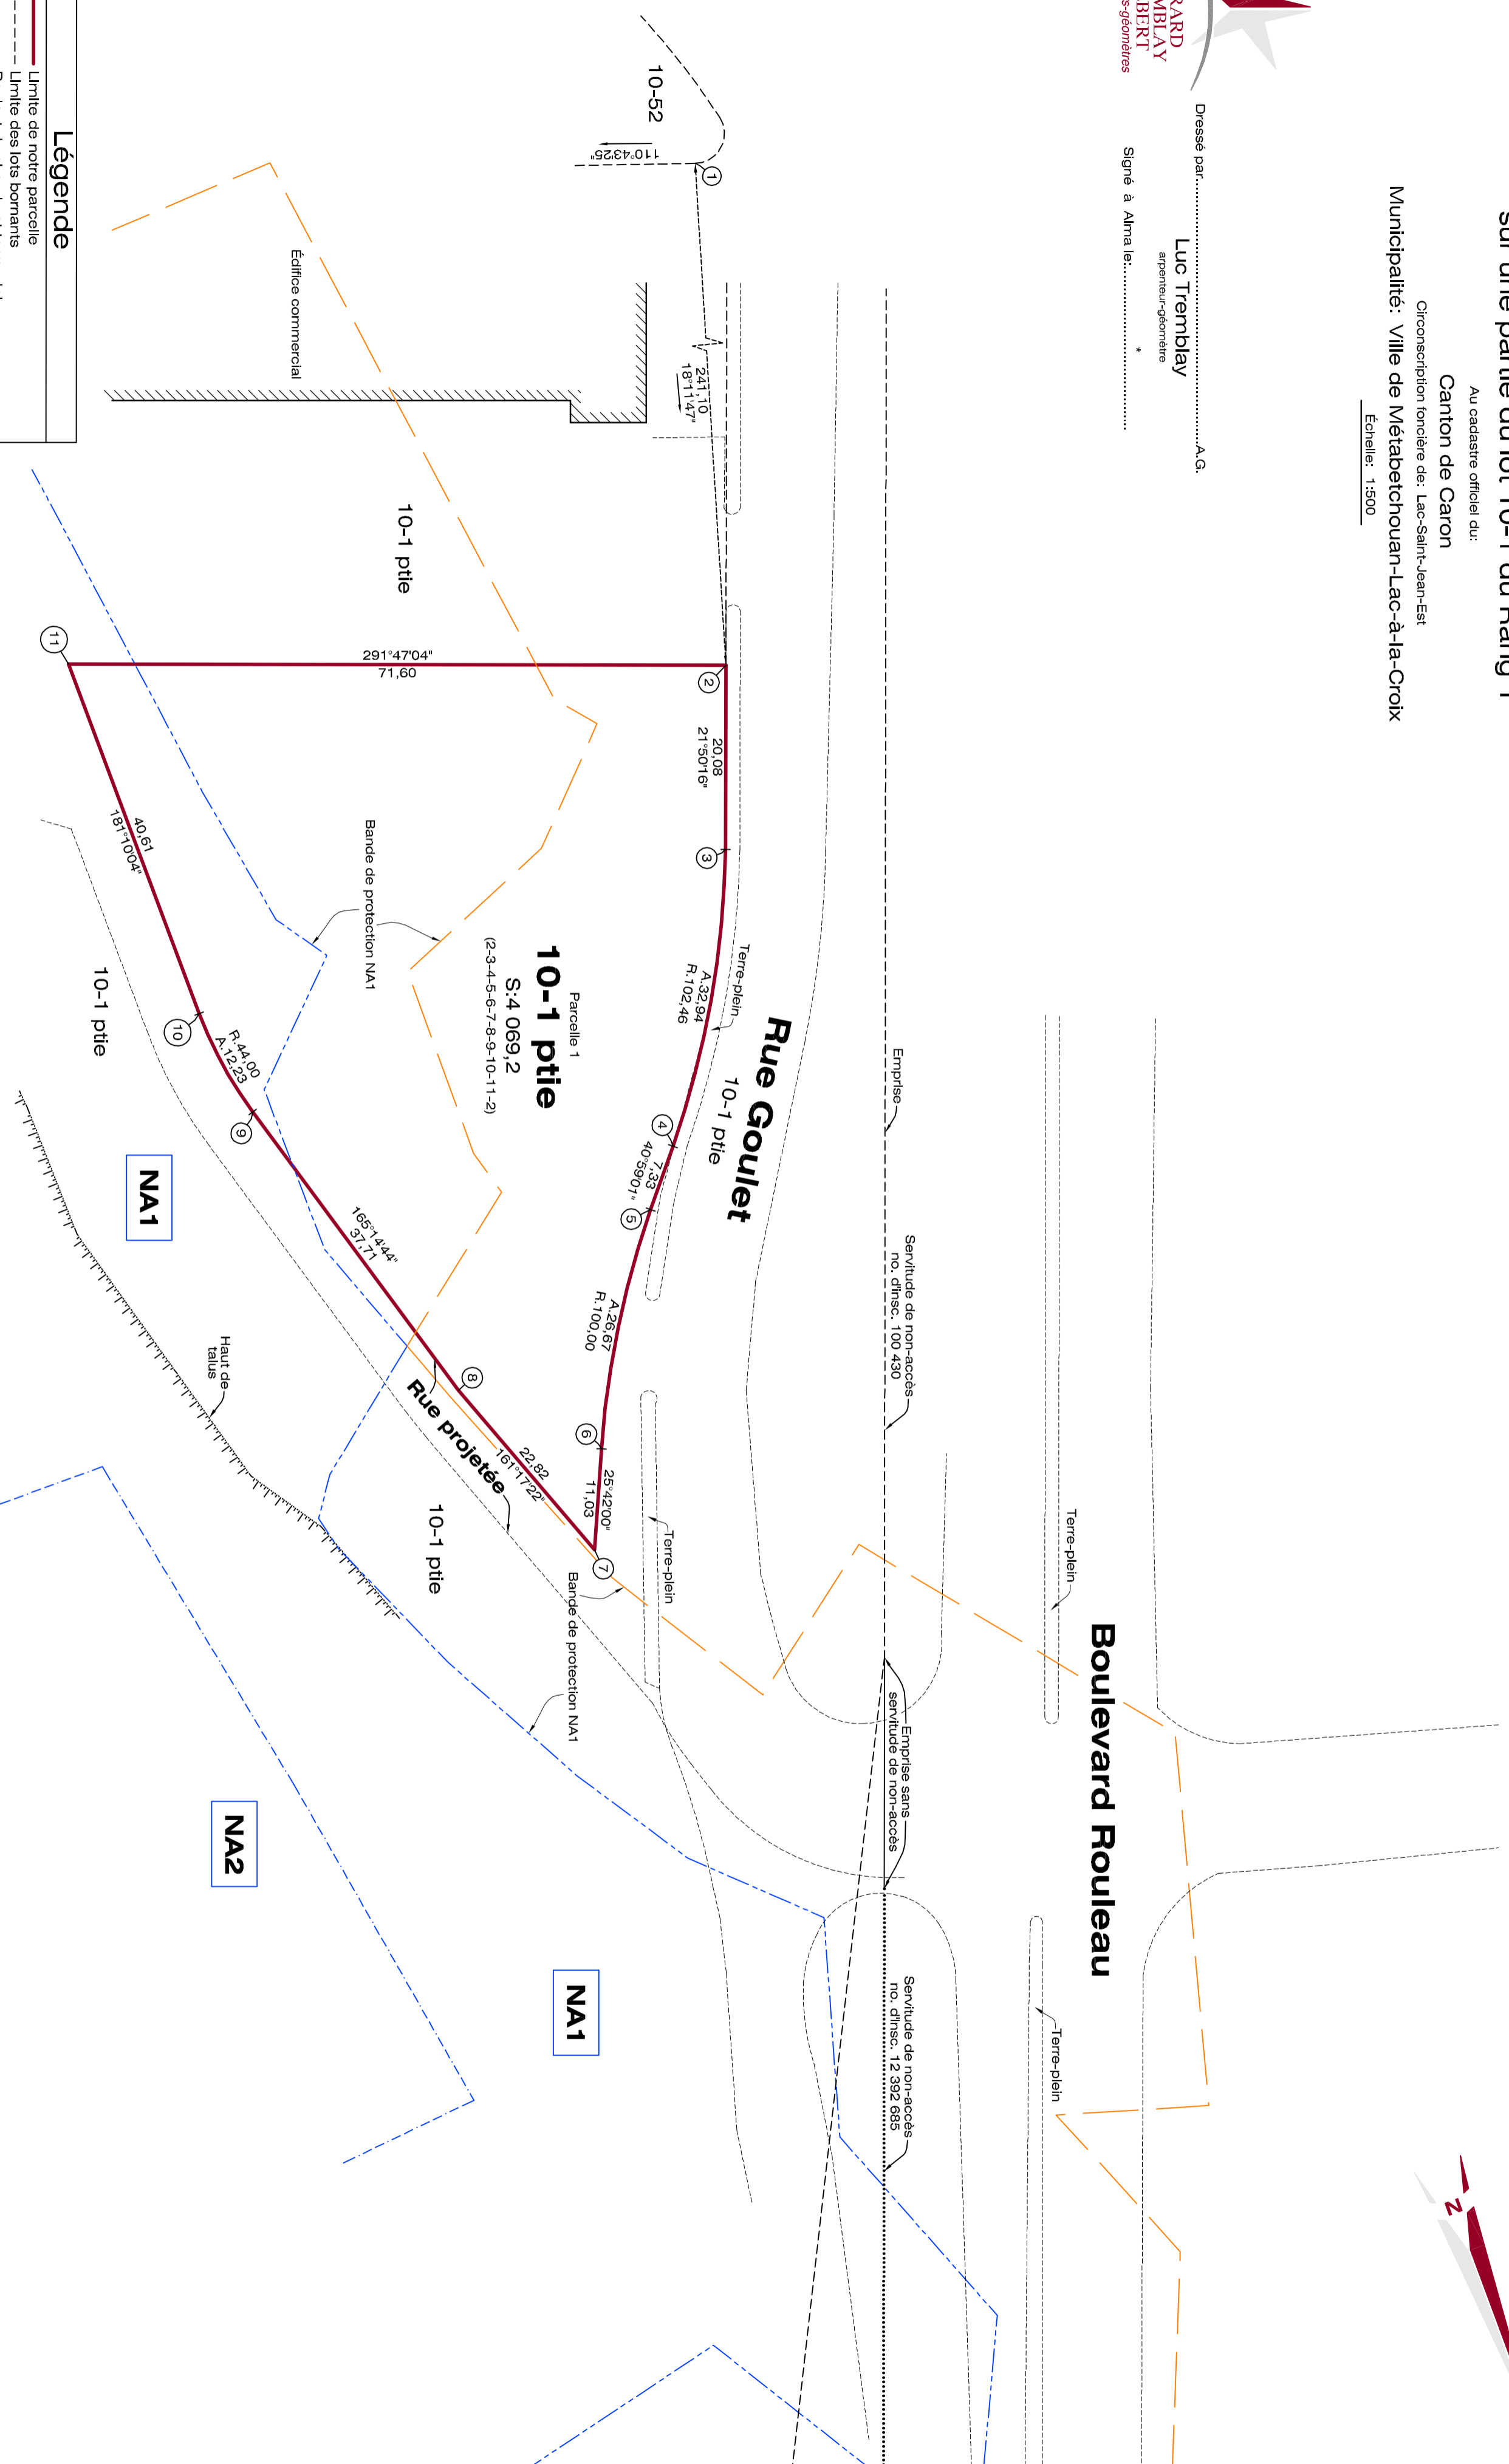 Au cadastre officiel du:
Canton de Caron
Circonscription foncière de: Lac-Saint-Jean-Est
Municipalité: Ville de Métabetchouan-Lac-à-la-Croix
Échelle: 1:500
Dressé par..........A.G.
Luc Tremblay
arpenteur-géomètre
*
Signé à Alma le:..........
Boulevard Rouleau
Terre-plein
Terre-plein
Emprise
Servitude de non-accès
no. d'insc. 100 430
Emprise sans
servitude de non-accès
Servitude de non-accès
no. d'insc. 12 392 685
Rue Goulet
10-1 ptie
Terre-plein
Terre-plein
10-52
110°43'25"
1
241,10
18°11'47"
2
20,08
21°50'16"
3
A.32,94
R.102,46
4
7,33
40°59'01"
5
A.26,67
R.100,00
6
25°42'00"
11,03
7
22,82
161°17'22"
8
165°14'44"
37,71
9
R.44,00
A.12,23
10
40,61
181°10'04"
11
291°47'04"
71,60
Parcelle 1
10-1 ptie
S:4 069,2
(2-3-4-5-6-7-8-9-10-11-2)
Édifice commercial
10-1 ptie
Bande de protection NA1
Bande de protection NA1
Rue projetée
10-1 ptie
10-1 ptie
Haut de
talus
NA1
NA1
NA2
N
Légende
Limite de notre parcelle
Limite des lots bornants